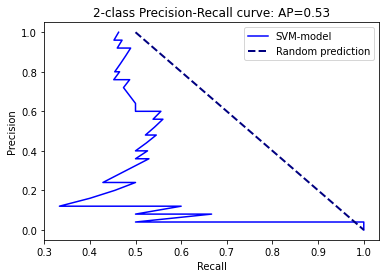 2-class Precision-Recall curve: AP=0.53
SVM-model
Random prediction
Precision
1.0
0.8
0.6
0.4
0.2
0.0
0.3 0.4 0.5 0.6 0.7 0.8 0.9 1.0
Recall